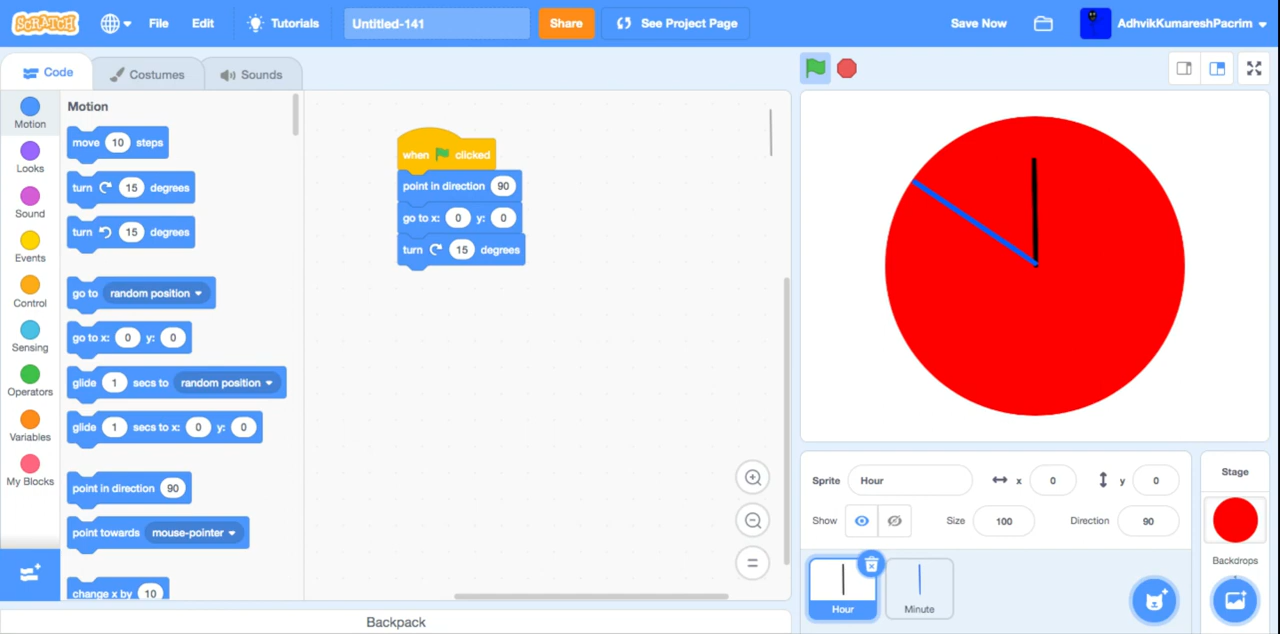 SCRATCH File Edit Tutorials Untitled-141 Share See Project Page Save Now AdhvikKumareshPacrim
Code Costumes Sounds
Motion
Looks
Sound
Events
Control
Sensing
Operators
Variables
My Blocks
Motion
move 10 steps
turn 15 degrees
turn 15 degrees
go to random position
go to x: 0 y: 0
glide 1 secs to random position
glide 1 secs to x: 0 y: 0
point in direction 90
point towards mouse-pointer
change x by 10
when clicked
point in direction 90
go to x: 0 y: 0
turn 15 degrees
Backpack
Sprite Hour x 0 y 0
Show Size 100 Direction 90
Hour Minute
Stage
Backdrops